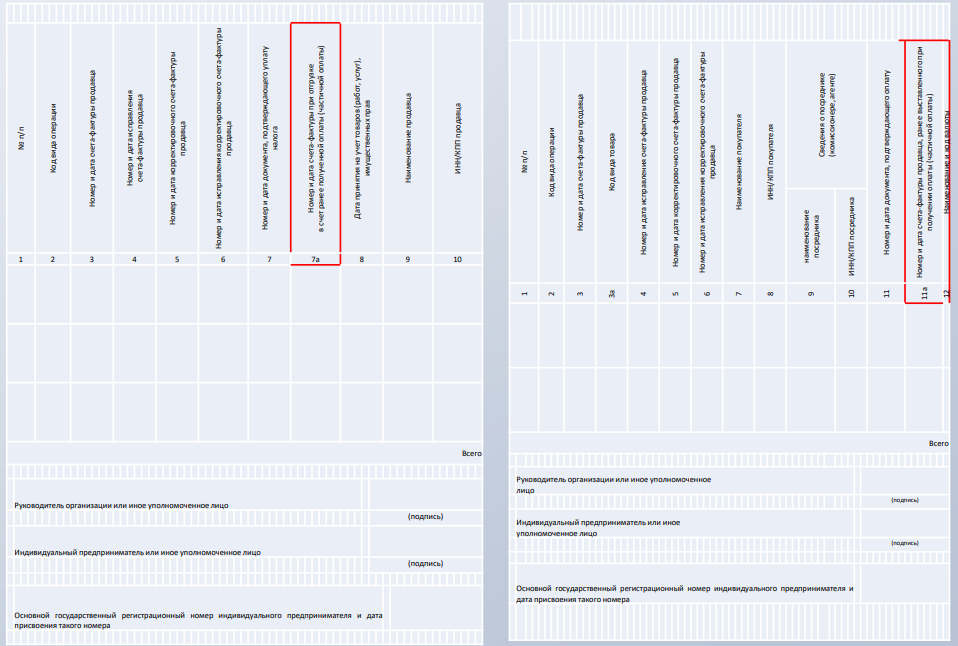 № п/п
Код вида операции
Номер и дата счета-фактуры продавца
Номер и дата исправления
счета-фактуры продавца
Номер и дата корректировочного счета-фактуры
продавца
Номер и дата исправления корректировочного счета-фактуры
продавца
Номер и дата документа, подтверждающего уплату
налога
Номер и дата счета-фактуры при отгрузке
в счет ранее полученной оплаты (частичной оплаты)
Дата принятия на учет товаров (работ, услуг),
имущественных прав
Наименование продавца
ИНН/КПП продавца
1 2 3 4 5 6 7 7а 8 9 10
Всего
Руководитель организации или иное уполномоченное лицо
(подпись)
Индивидуальный предприниматель или иное уполномоченное лицо
(подпись)
Основной государственный регистрационный номер индивидуального предпринимателя и дата
присвоения такого номера
№ п/п
Код вида операции
Номер и дата счета-фактуры продавца
Код вида товара
Номер и дата исправления счета-фактуры продавца
Номер и дата корректировочного счета-фактуры продавца
Номер и дата исправления корректировочного счета-фактуры
продавца
Наименование покупателя
ИНН/КПП покупателя
Сведения о посреднике
(комиссионере, агенте)
наименование
посредника
ИНН/КПП посредника
Номер и дата документа, подтверждающего оплату
Номер и дата счета-фактуры продавца, ранее выставленного при
получении оплаты (частичной оплаты)
Наименование и код валюты
1 2 3 3а 4 5 6 7 8 9 10 11 11а 12
Всего
Руководитель организации или иное уполномоченное
лицо
(подпись)
Индивидуальный предприниматель или иное
уполномоченное лицо
(подпись)
Основной государственный регистрационный номер индивидуального предпринимателя и
дата присвоения такого номера